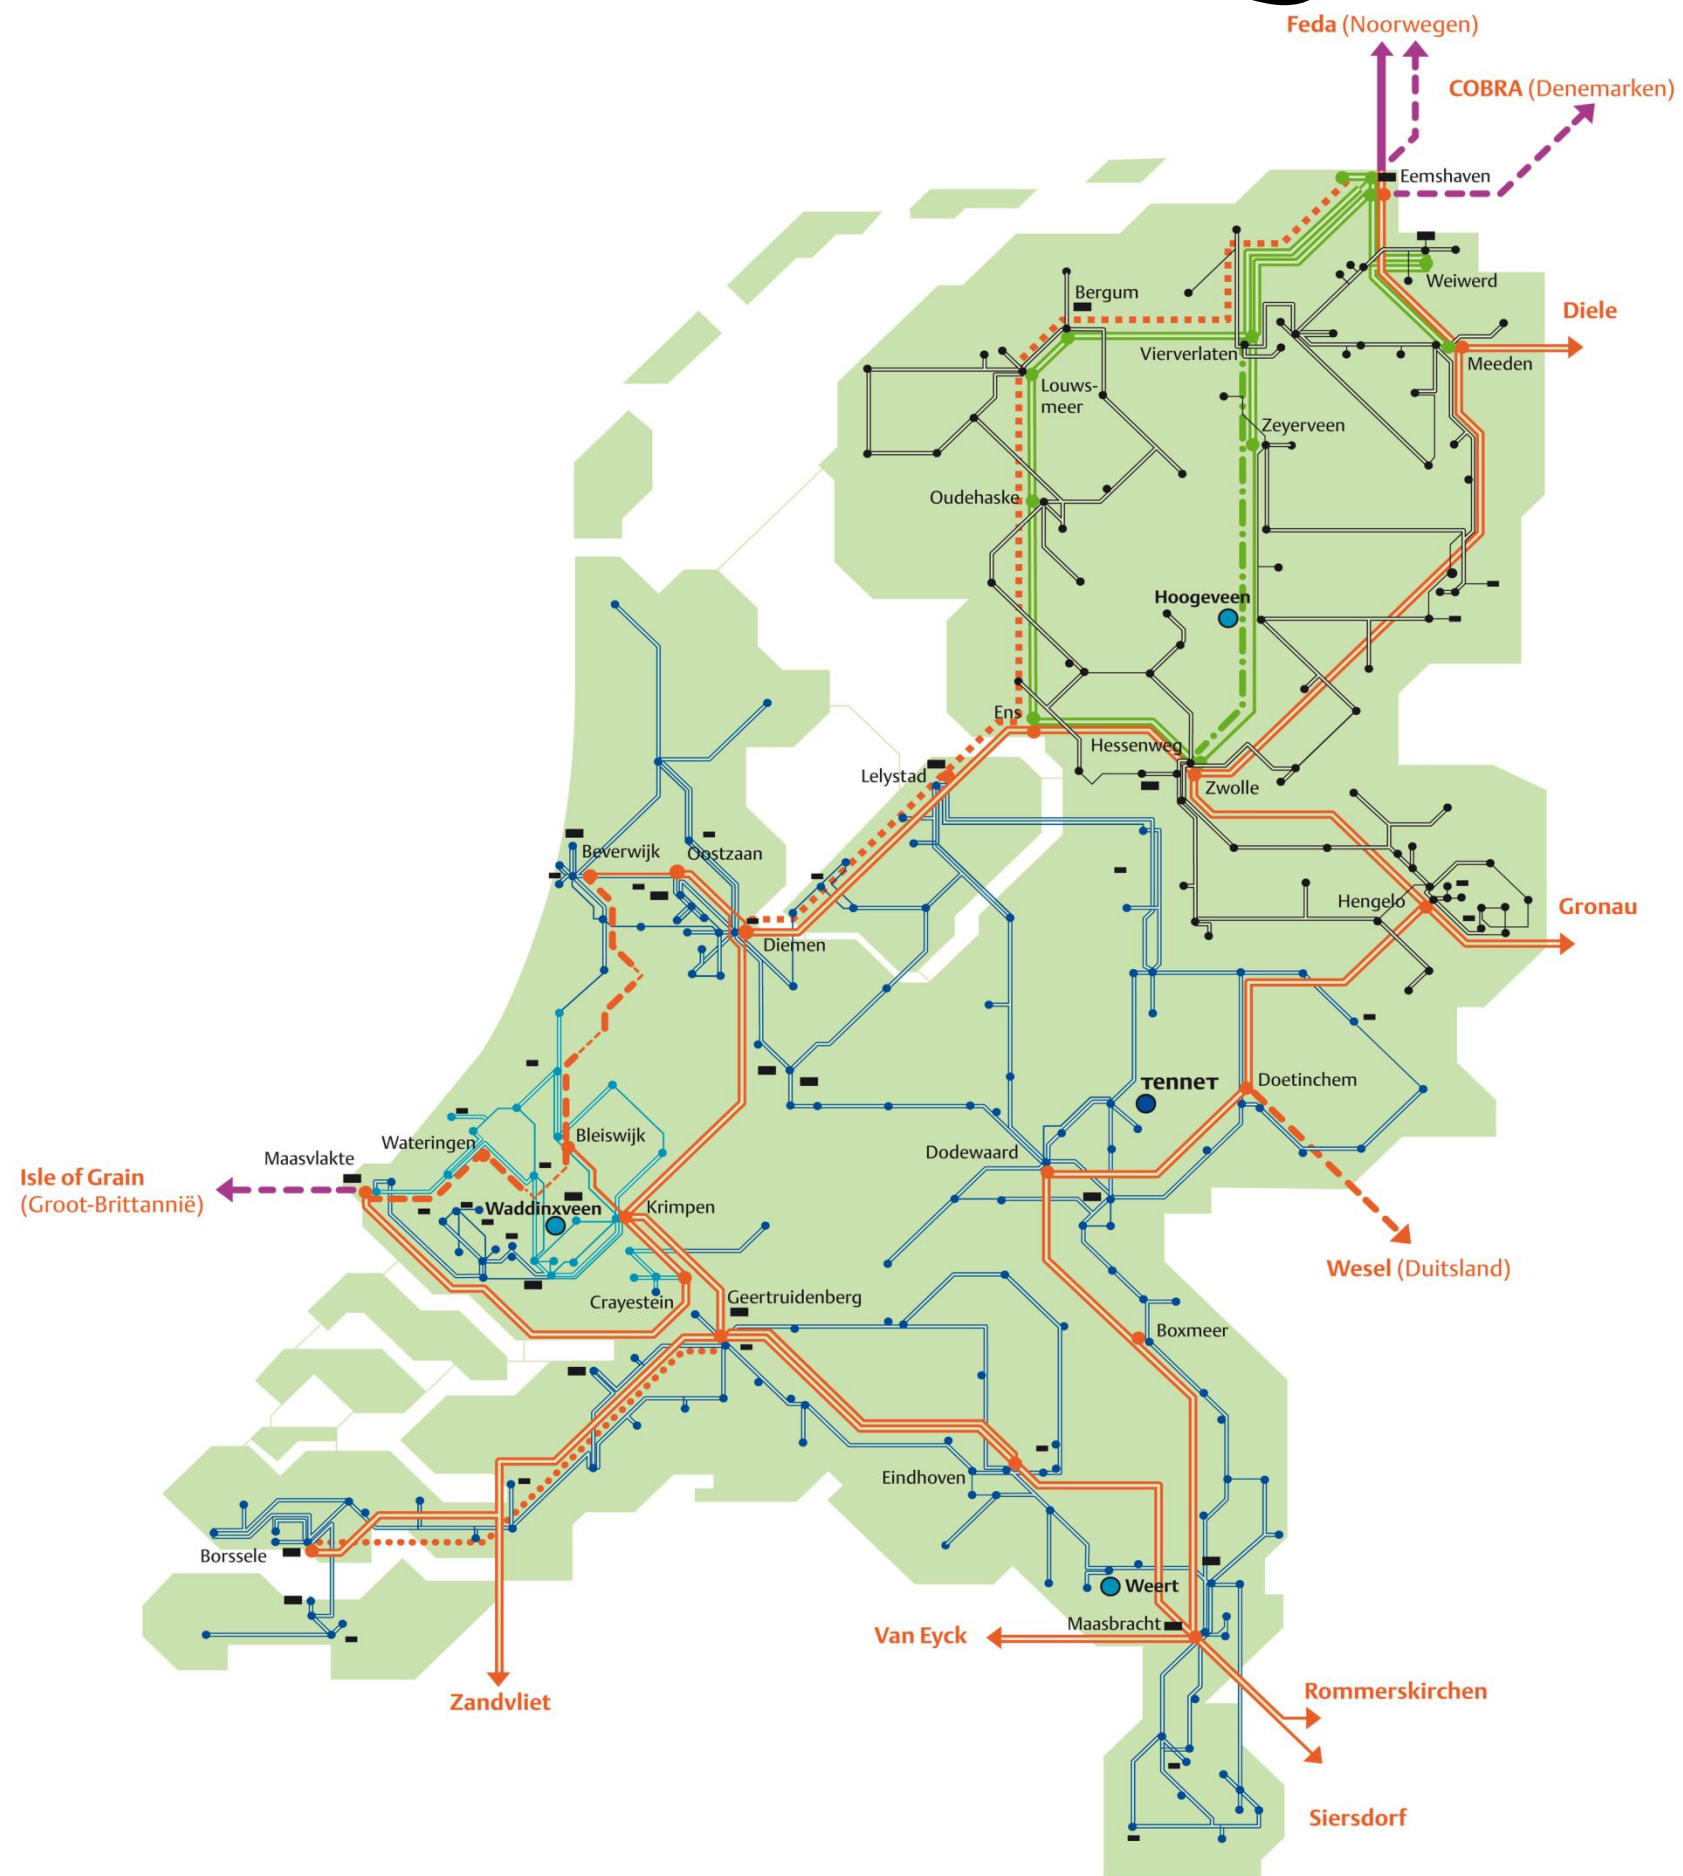 Feda (Noorwegen)
COBRA (Denemarken)
Eemshaven
Weiwerd
Bergum
Diele
Vierverlaten
Meeden
Louws-
meer
Zeyerveen
Oudehaske
Hoogeveen
Ens
Hessenweg
Lelystad
Zwolle
Beverwijk
Oostzaan
Hengelo
Gronau
Diemen
TenneT
Doetinchem
Bleiswijk
Wateringen
Dodewaard
Maasvlakte
Isle of Grain
(Groot-Brittannië)
Waddinxveen
Krimpen
Wesel (Duitsland)
Crayestein
Geertruidenberg
Boxmeer
Eindhoven
Borssele
Weert
Maasbracht
Van Eyck
Zandvliet
Rommerskirchen
Siersdorf